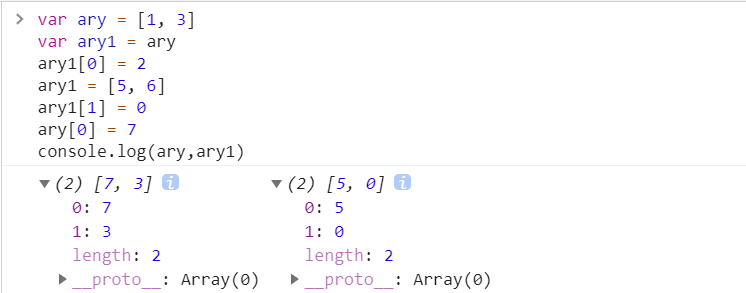 > var ary = [1, 3]
var ary1 = ary
ary1[0] = 2
ary1 = [5, 6]
ary1[1] = 0
ary[0] = 7
console.log(ary,ary1)
▼(2) [7, 3] i ▼(2) [5, 0] i
0: 7 0: 5
1: 3 1: 0
length: 2 length: 2
▶__proto__: Array(0) ▶__proto__: Array(0)